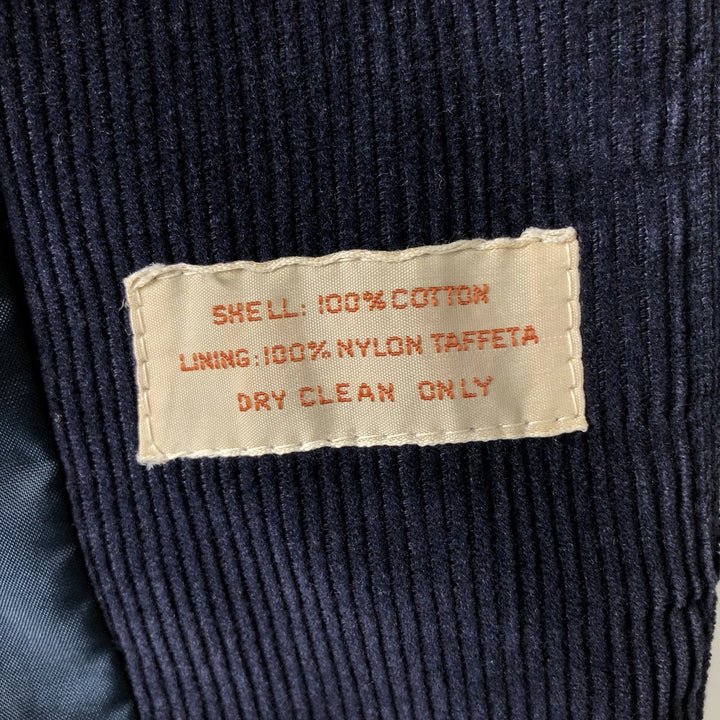 SHELL: 100% COTTON
LINING: 100% NYLON TAFFETA
DRY CLEAN ONLY